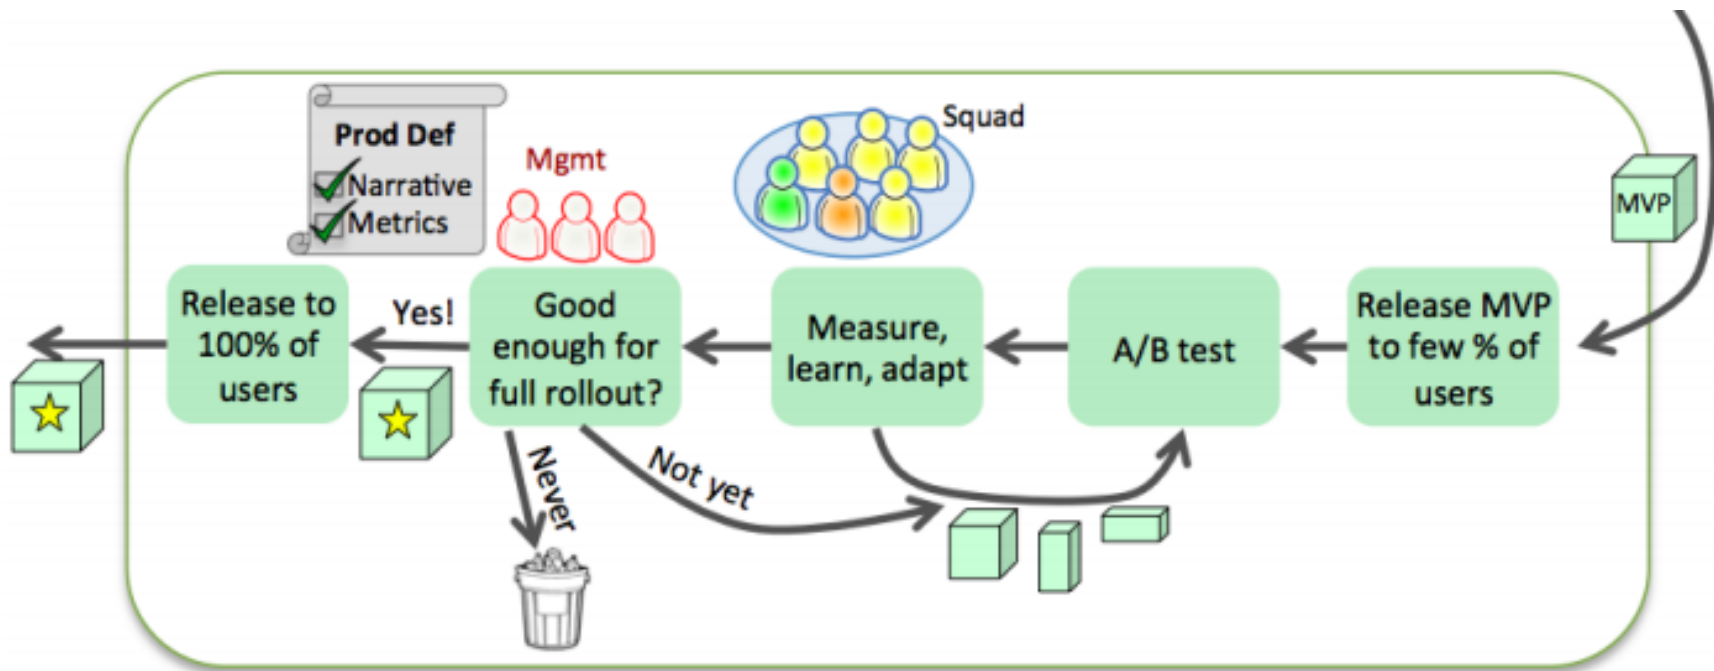 Prod Def
Narrative
Metrics
Mgmt
Squad
MVP
Release to
100% of
users
Yes!
Good
enough for
full rollout?
Measure,
learn, adapt
A/B test
Release MVP
to few % of
users
Never
Not yet